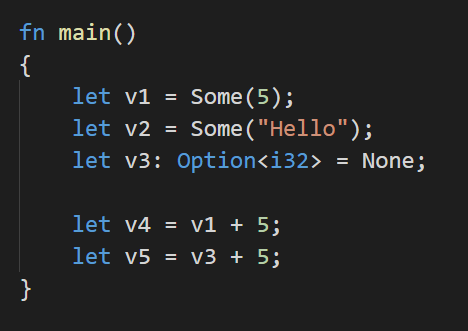 fn main()
{
    let v1 = Some(5);
    let v2 = Some("Hello");
    let v3: Option<i32> = None;

    let v4 = v1 + 5;
    let v5 = v3 + 5;
}